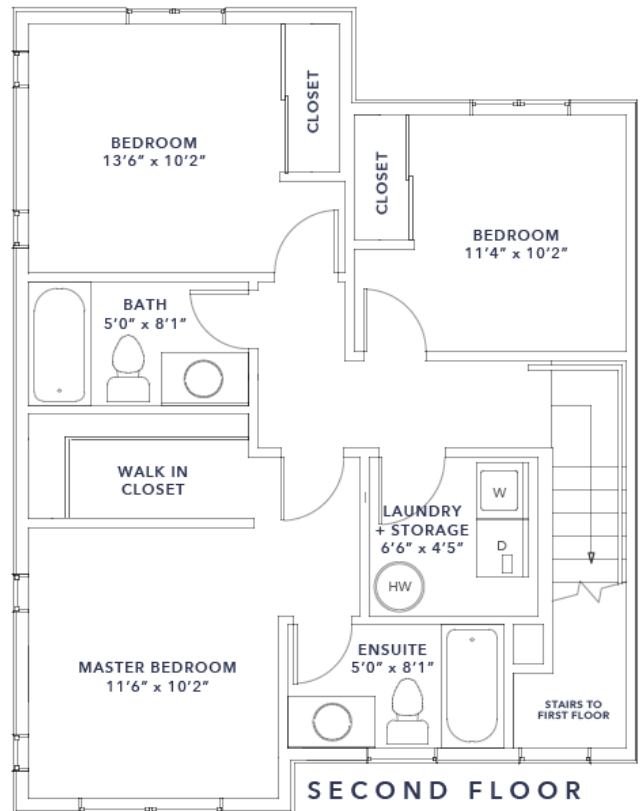 CLOSET
BEDROOM
13'6" x 10'2"
CLOSET
BEDROOM
11'4" x 10'2"
BATH
5'0" x 8'1"
WALK IN
CLOSET
LAUNDRY
+ STORAGE
6'6" x 4'5"
W
D
HW
MASTER BEDROOM
11'6" x 10'2"
ENSUITE
5'0" x 8'1"
STAIRS TO
FIRST FLOOR
SECOND FLOOR